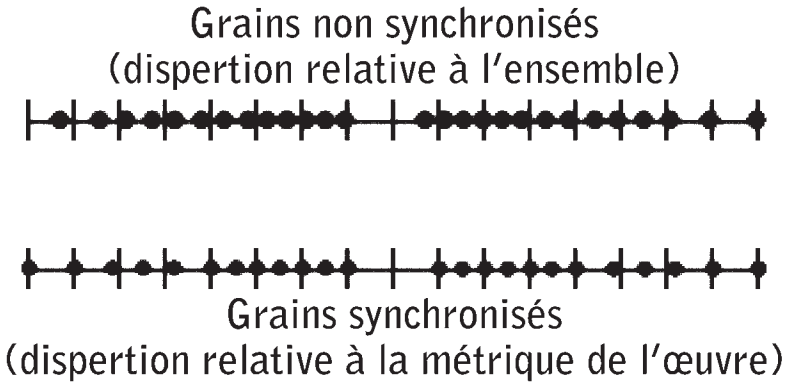 Grains non synchronisés
(dispertion relative à l'ensemble)
Grains synchronisés
(dispertion relative à la métrique de l'œuvre)